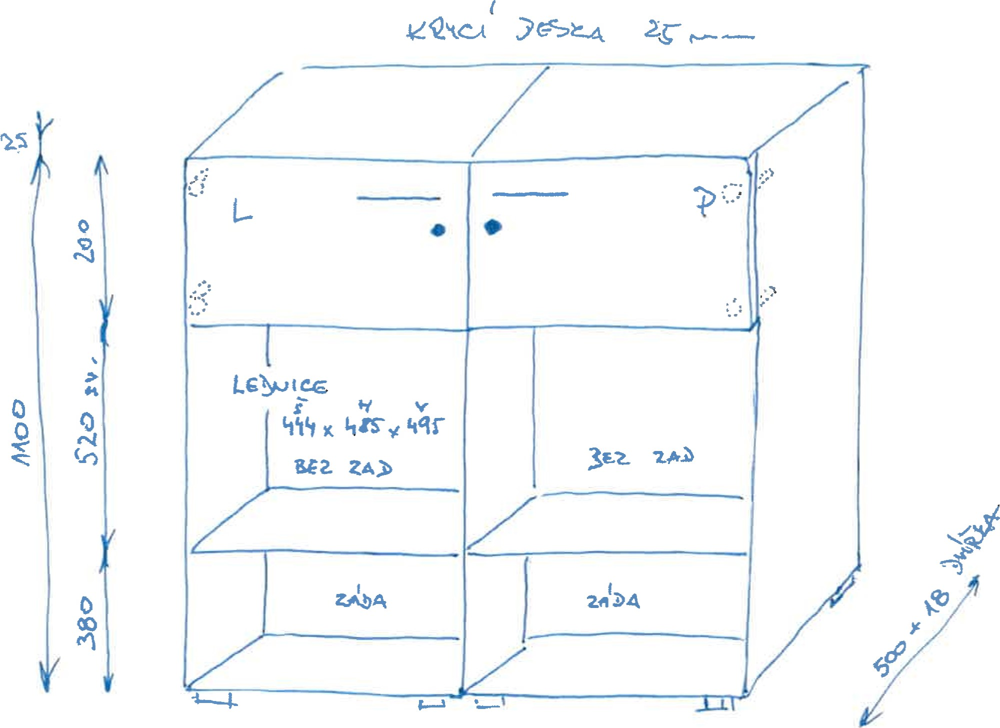 KRYCÍ DESKA 25 mm
25
L
P
200
LEDNICE
Š H V
444 x 485 x 495
BEZ ZAD
BEZ ZAD
520 sv.
1100
ZÁDA
ZÁDA
380
500 + 18 DVÍŘKA